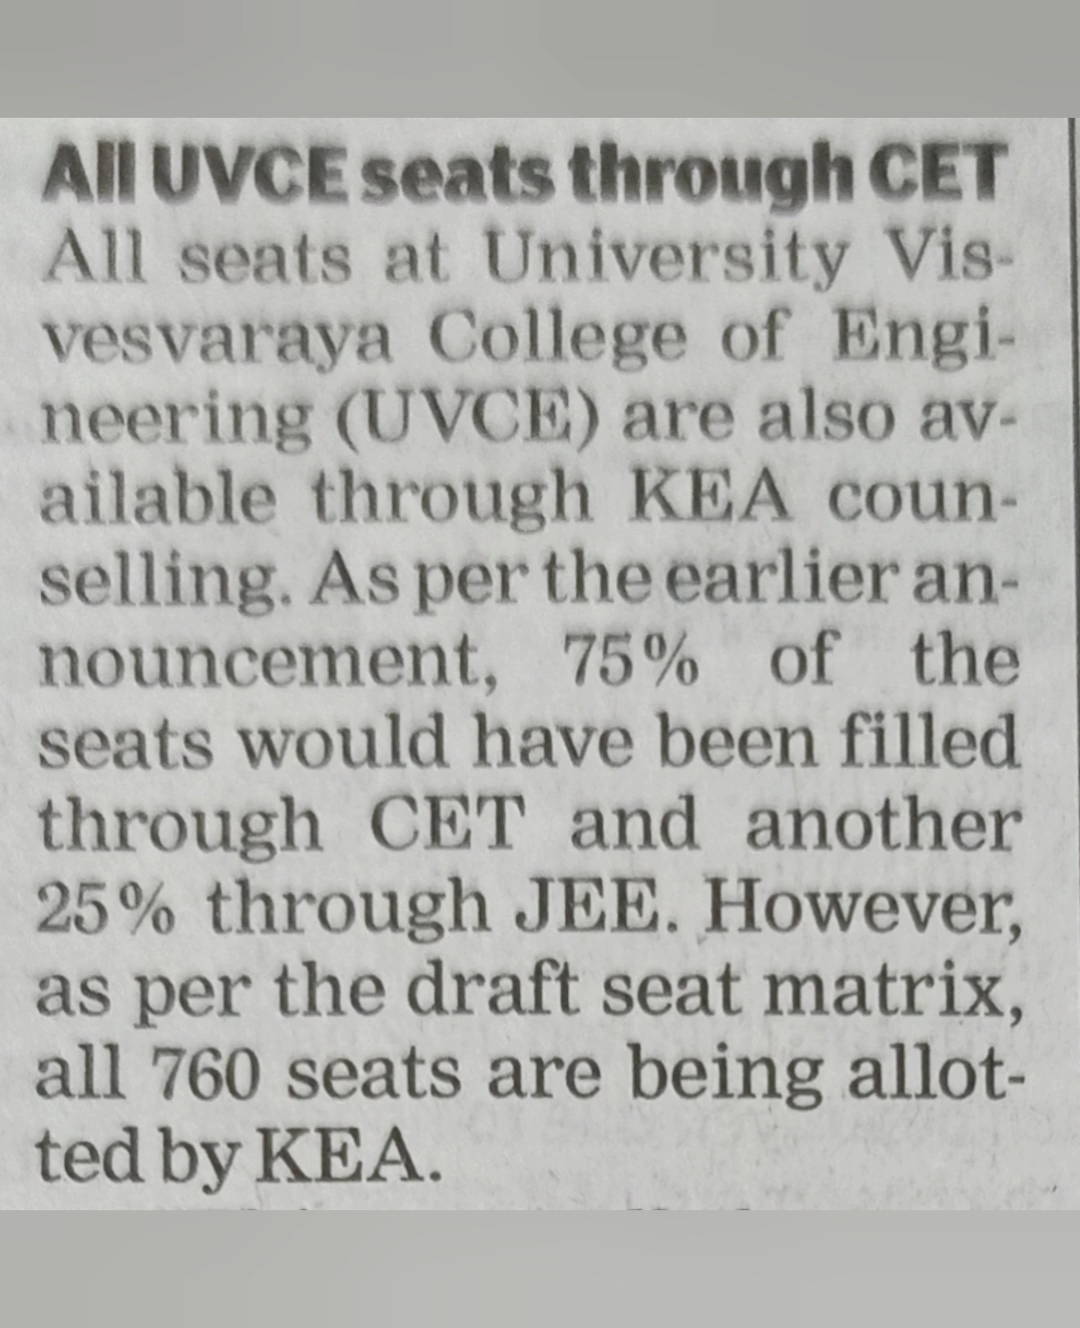 All UVCE seats through CET
All seats at University Vis-
vesvaraya College of Engi-
neering (UVCE) are also av-
ailable through KEA coun-
selling. As per the earlier an-
nouncement, 75% of the
seats would have been filled
through CET and another
25% through JEE. However,
as per the draft seat matrix,
all 760 seats are being allot-
ted by KEA.